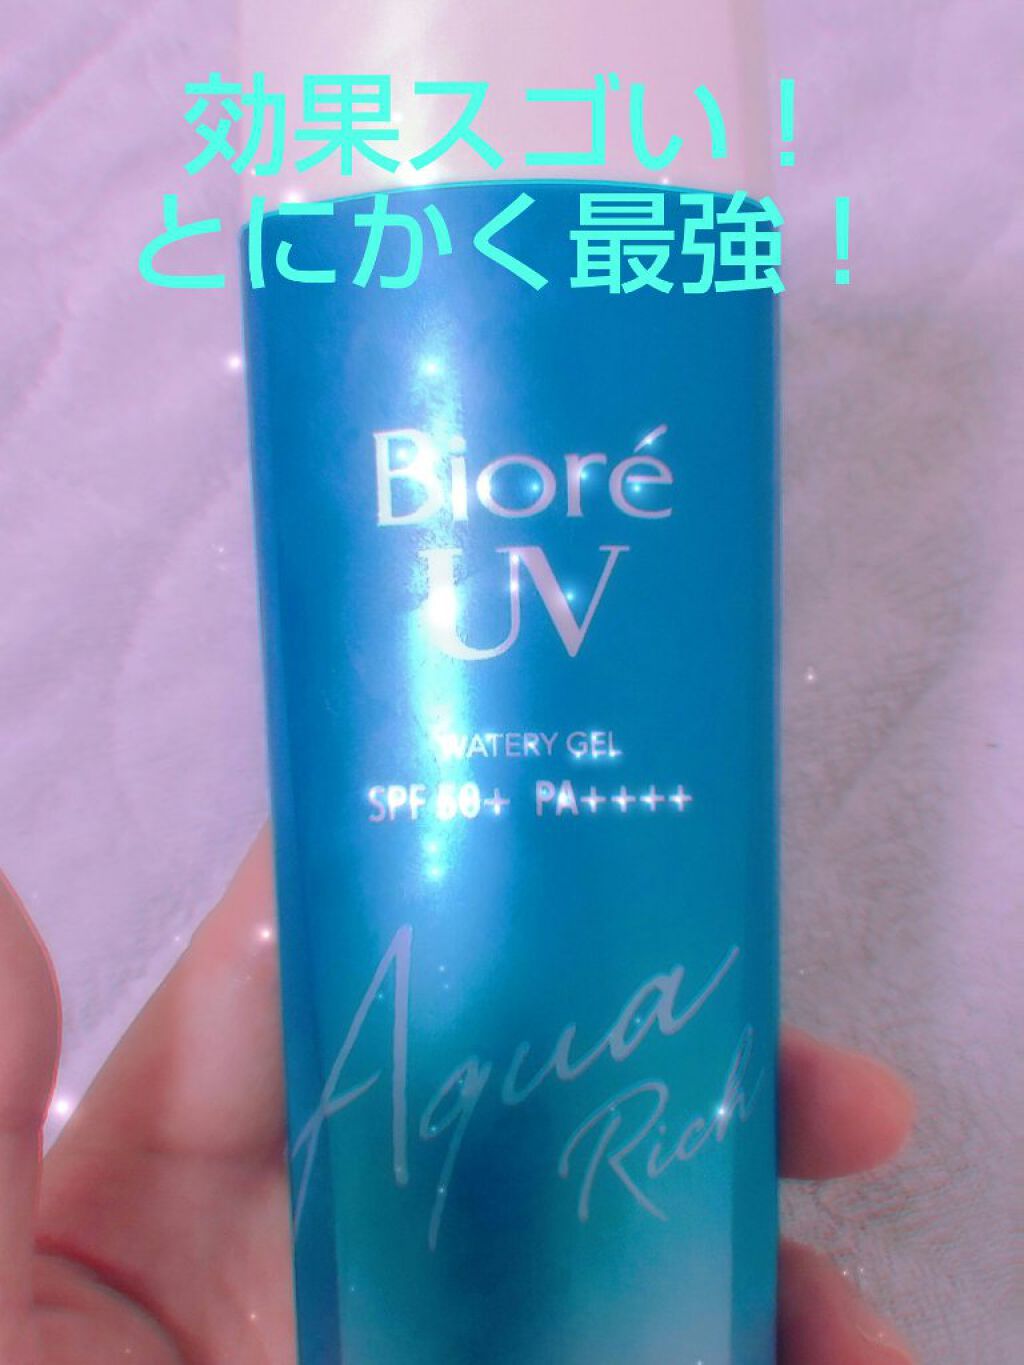 効果スゴい！
とにかく最強！
Bioré
UV
WATERY GEL
SPF 50+ PA++++
Aqua
Rich